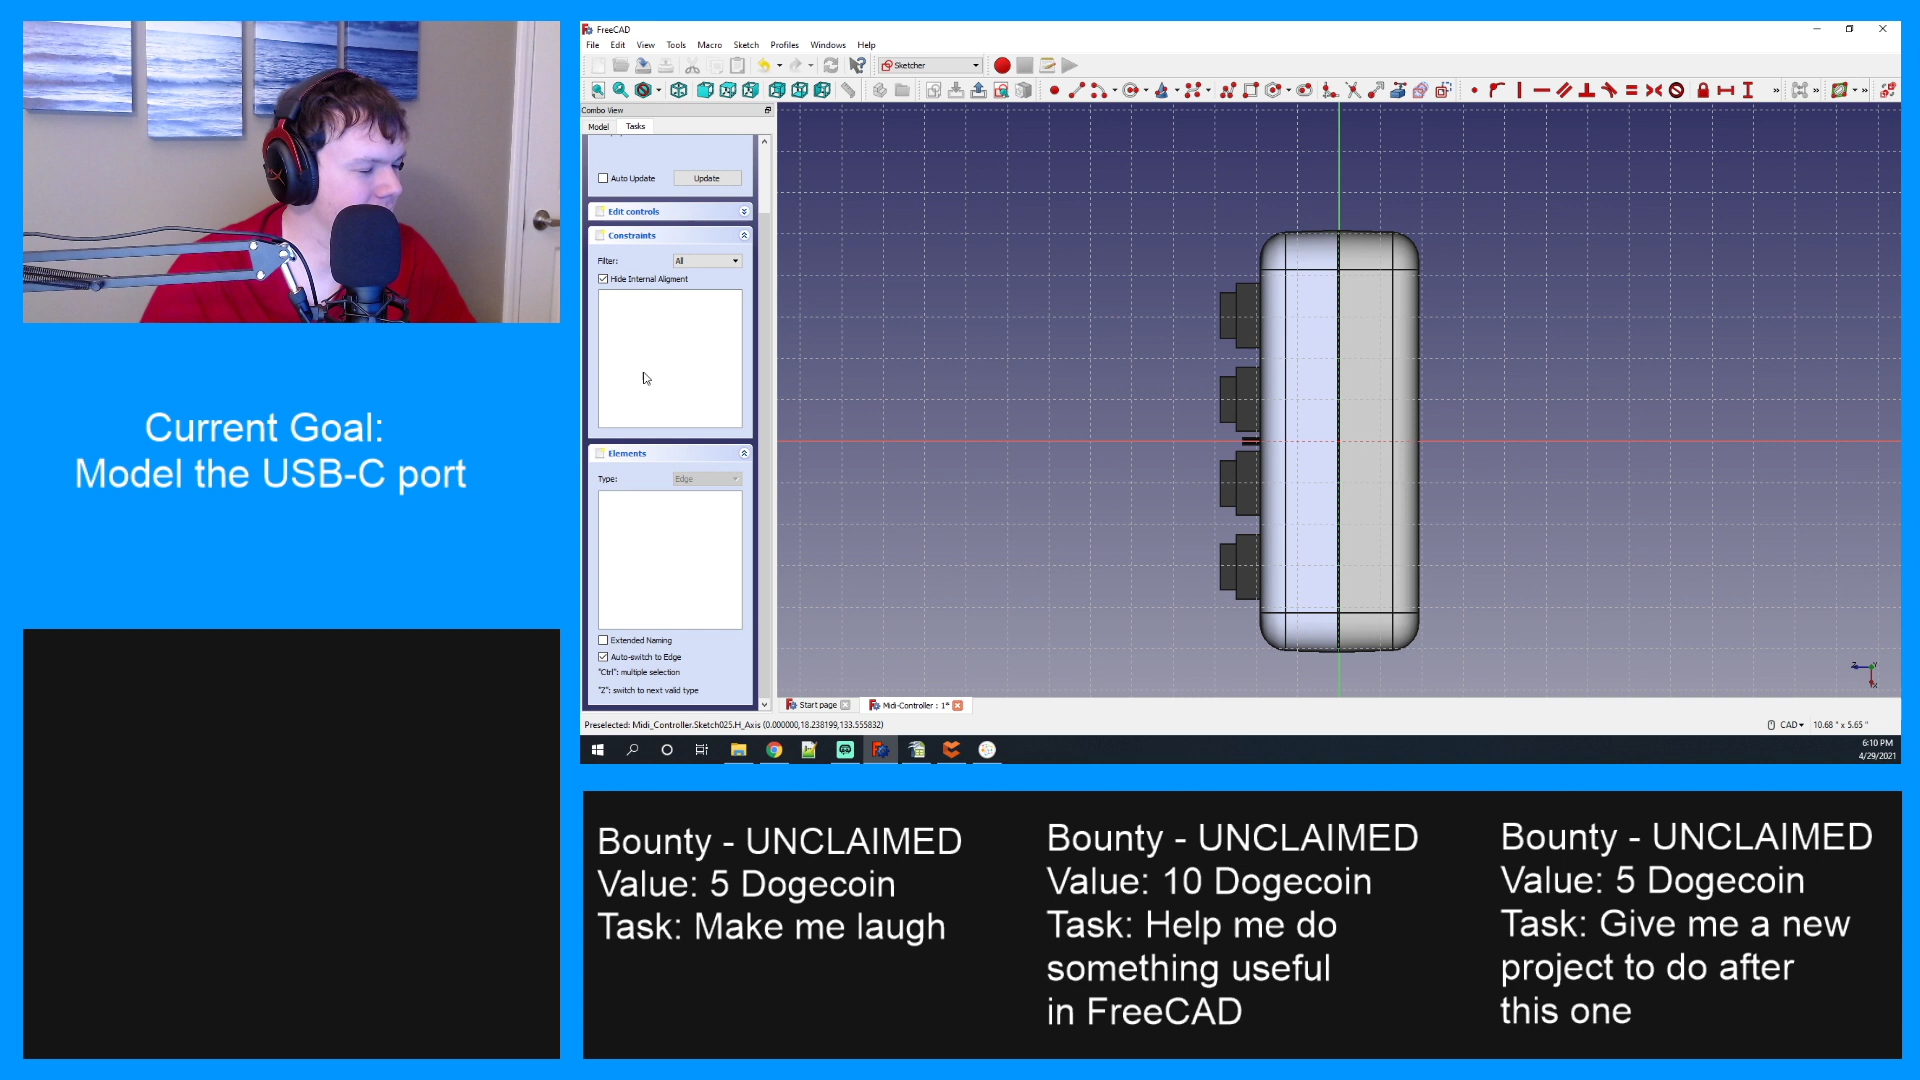 FreeCAD
File Edit View Tools Macro Sketch Profiles Windows Help
Sketcher
Combo View
Model Tasks
Auto Update Update
Edit controls
Constraints
Filter: All
Hide Internal Alignment
Elements
Type: Edge
Extended Naming
Auto-switch to Edge
"Ctrl": multiple selection
"Z": switch to next valid type
Start page Midi-Controller : 1*
Preselected: Midi_Controller.Sketch025.H_Axis (0.000000,18.238199,133.555832)
CAD 10.68 " x 5.65 "
6:10 PM
4/29/2021
Current Goal:
Model the USB-C port
Bounty - UNCLAIMED
Value: 5 Dogecoin
Task: Make me laugh
Bounty - UNCLAIMED
Value: 10 Dogecoin
Task: Help me do
something useful
in FreeCAD
Bounty - UNCLAIMED
Value: 5 Dogecoin
Task: Give me a new
project to do after
this one